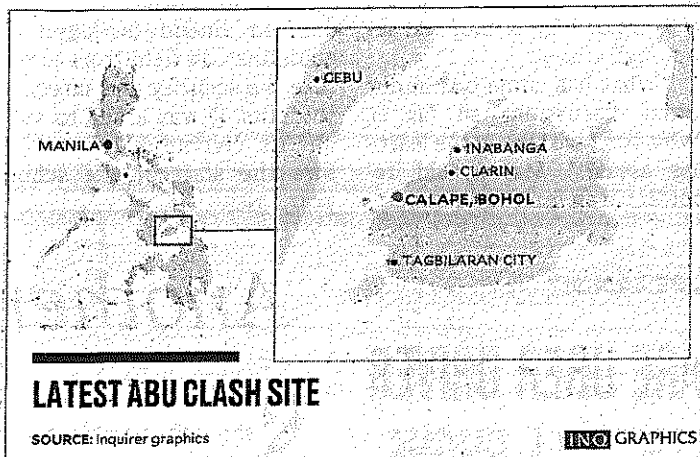 MANILA
CEBU
INABANGA
CLARIN
CALAPE, BOHOL
TAGBILARAN CITY
LATEST ABU CLASH SITE
SOURCE: Inquirer graphics
INQ GRAPHICS